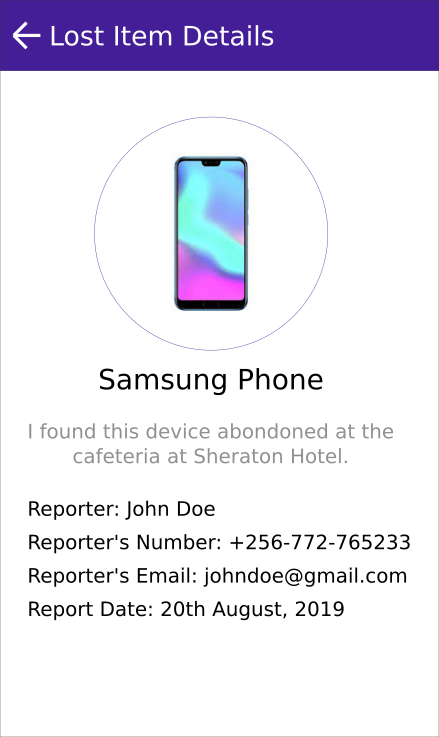 Lost Item Details
Samsung Phone
I found this device abondoned at the
cafeteria at Sheraton Hotel.
Reporter: John Doe
Reporter's Number: +256-772-765233
Reporter's Email: johndoe@gmail.com
Report Date: 20th August, 2019